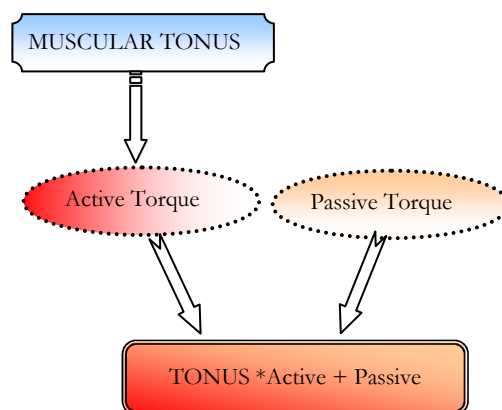 MUSCULAR TONUS
Active Torque
Passive Torque
TONUS *Active + Passive